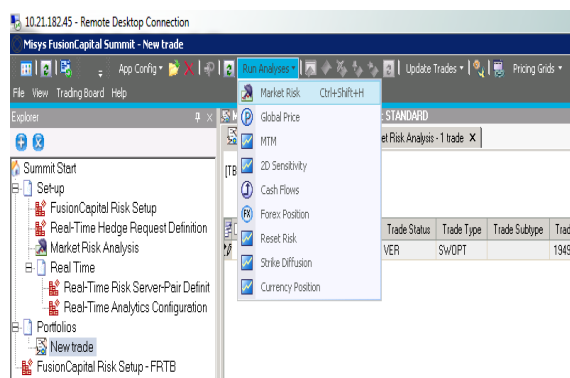 10.21.182.45 - Remote Desktop Connection
Misys FusionCapital Summit - New trade
App Config Run Analyses Update Trades Pricing Grids
File View Trading Board Help
Market Risk Ctrl+Shift+H
Explorer
STANDARD
Global Price
et Risk Analysis - 1 trade X
MTM
Summit Start
[TB
2D Sensitivity
Set-up
FusionCapital Risk Setup
Cash Flows
Real-Time Hedge Request Definition
Forex Position
Trade Status Trade Type Trade Subtype Trad
Market Risk Analysis
Reset Risk
VER SWOPT 1949
Real Time
Strike Diffusion
Real-Time Risk Server-Pair Definit
Currency Position
Real-Time Analytics Configuration
Portfolios
New trade
FusionCapital Risk Setup - FRTB